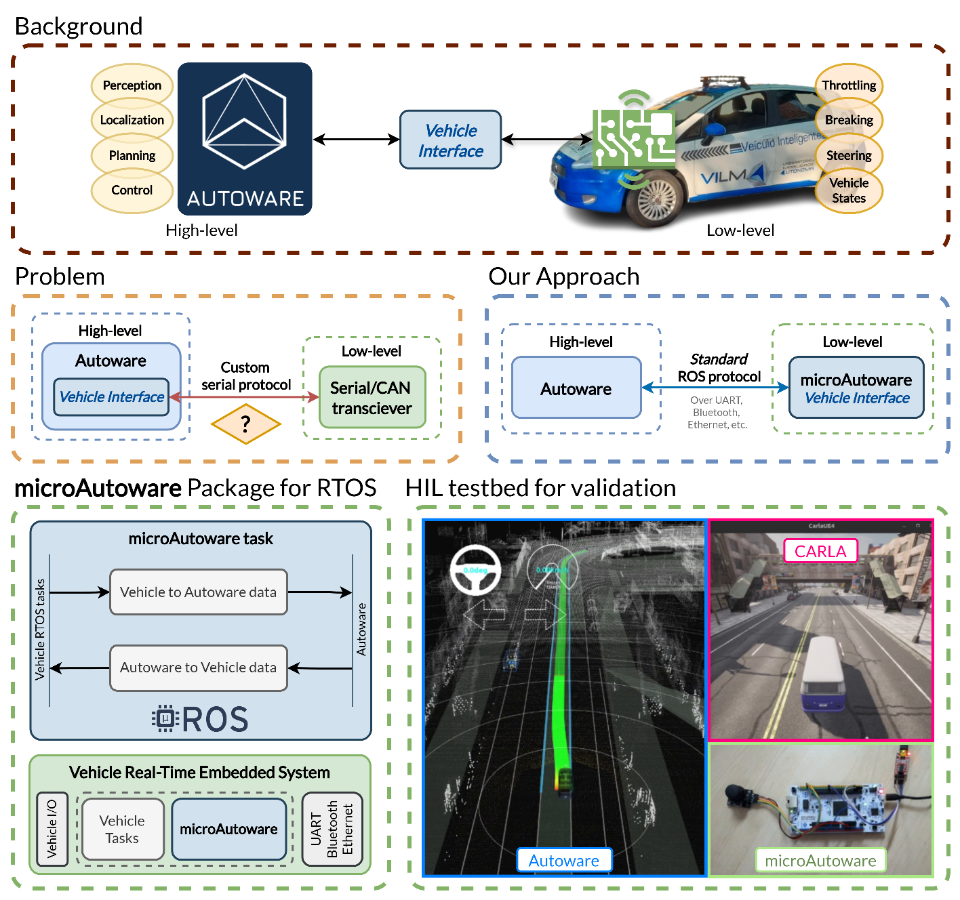 Background
Perception
Localization
Planning
Control
AUTOWARE
High-level
Vehicle
Interface
Veículo Inteligente
VILMA
Throttling
Breaking
Steering
Vehicle
States
Low-level
Problem
High-level
Autoware
Vehicle Interface
Custom
serial protocol
?
Low-level
Serial/CAN
transciever
Our Approach
High-level
Autoware
Standard
ROS protocol
Over UART,
Bluetooth,
Ethernet, etc.
Low-level
microAutoware
Vehicle Interface
microAutoware Package for RTOS
microAutoware task
Vehicle RTOS tasks
Vehicle to Autoware data
Autoware to Vehicle data
Autoware
μ ROS
Vehicle Real-Time Embedded System
Vehicle I/O
Vehicle
Tasks
microAutoware
UART
Bluetooth
Ethernet
HIL testbed for validation
0.0deg
Autoware
CarlaUE4
CARLA
microAutoware